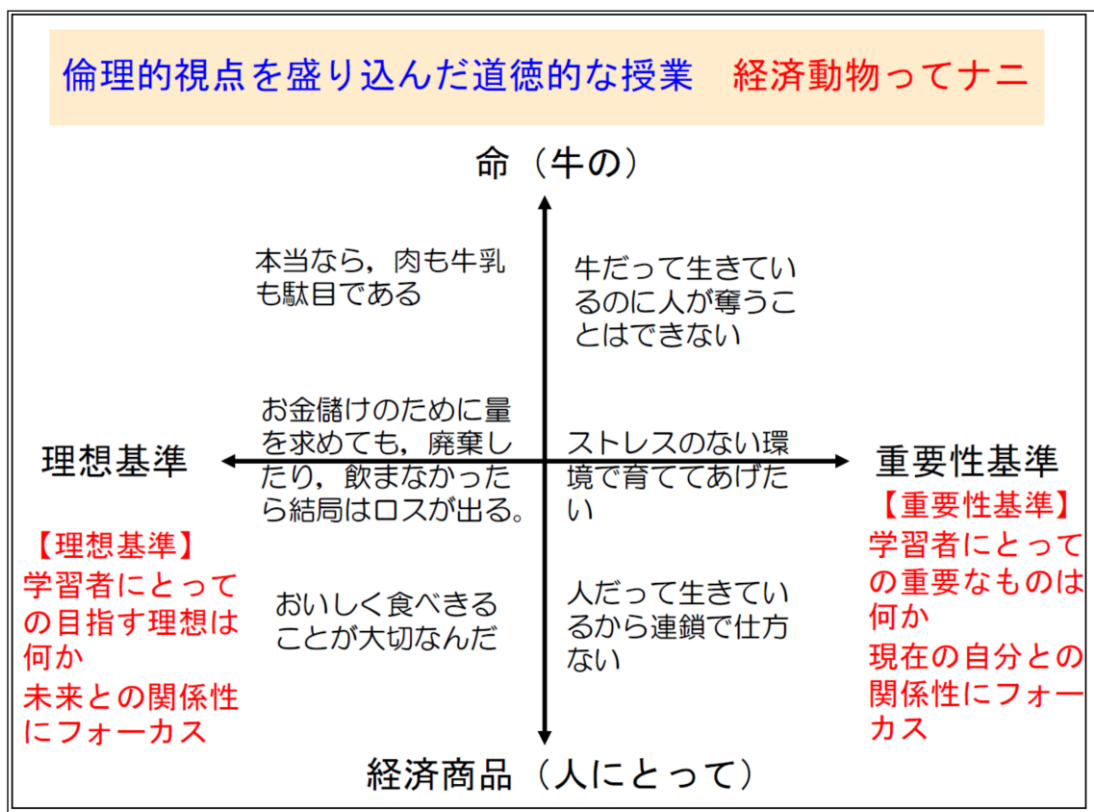 倫理的視点を盛り込んだ道徳的な授業　経済動物ってナニ
命（牛の）
本当なら，肉も牛乳
も駄目である
牛だって生きてい
るのに人が奪うこ
とはできない
お金儲けのために量
を求めても，廃棄し
たり，飲まなかった
ら結局はロスが出る。
ストレスのない環
境で育ててあげた
い
理想基準
重要性基準
【理想基準】
学習者にとって
の目指す理想は
何か
未来との関係性
にフォーカス
おいしく食べきる
ことが大切なんだ
人だって生きてい
るから連鎖で仕方
ない
【重要性基準】
学習者にとって
の重要なものは
何か
現在の自分との
関係性にフォー
カス
経済商品（人にとって）